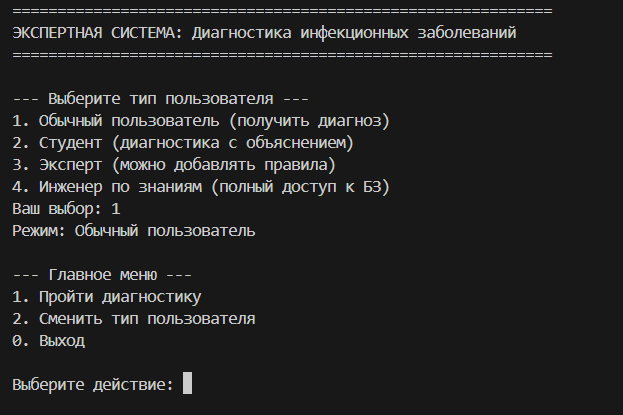 ============================================================
ЭКСПЕРТНАЯ СИСТЕМА: Диагностика инфекционных заболеваний
============================================================
--- Выберите тип пользователя ---
1. Обычный пользователь (получить диагноз)
2. Студент (диагностика с объяснением)
3. Эксперт (можно добавлять правила)
4. Инженер по знаниям (полный доступ к БЗ)
Ваш выбор: 1
Режим: Обычный пользователь
--- Главное меню ---
1. Пройти диагностику
2. Сменить тип пользователя
0. Выход
Выберите действие: